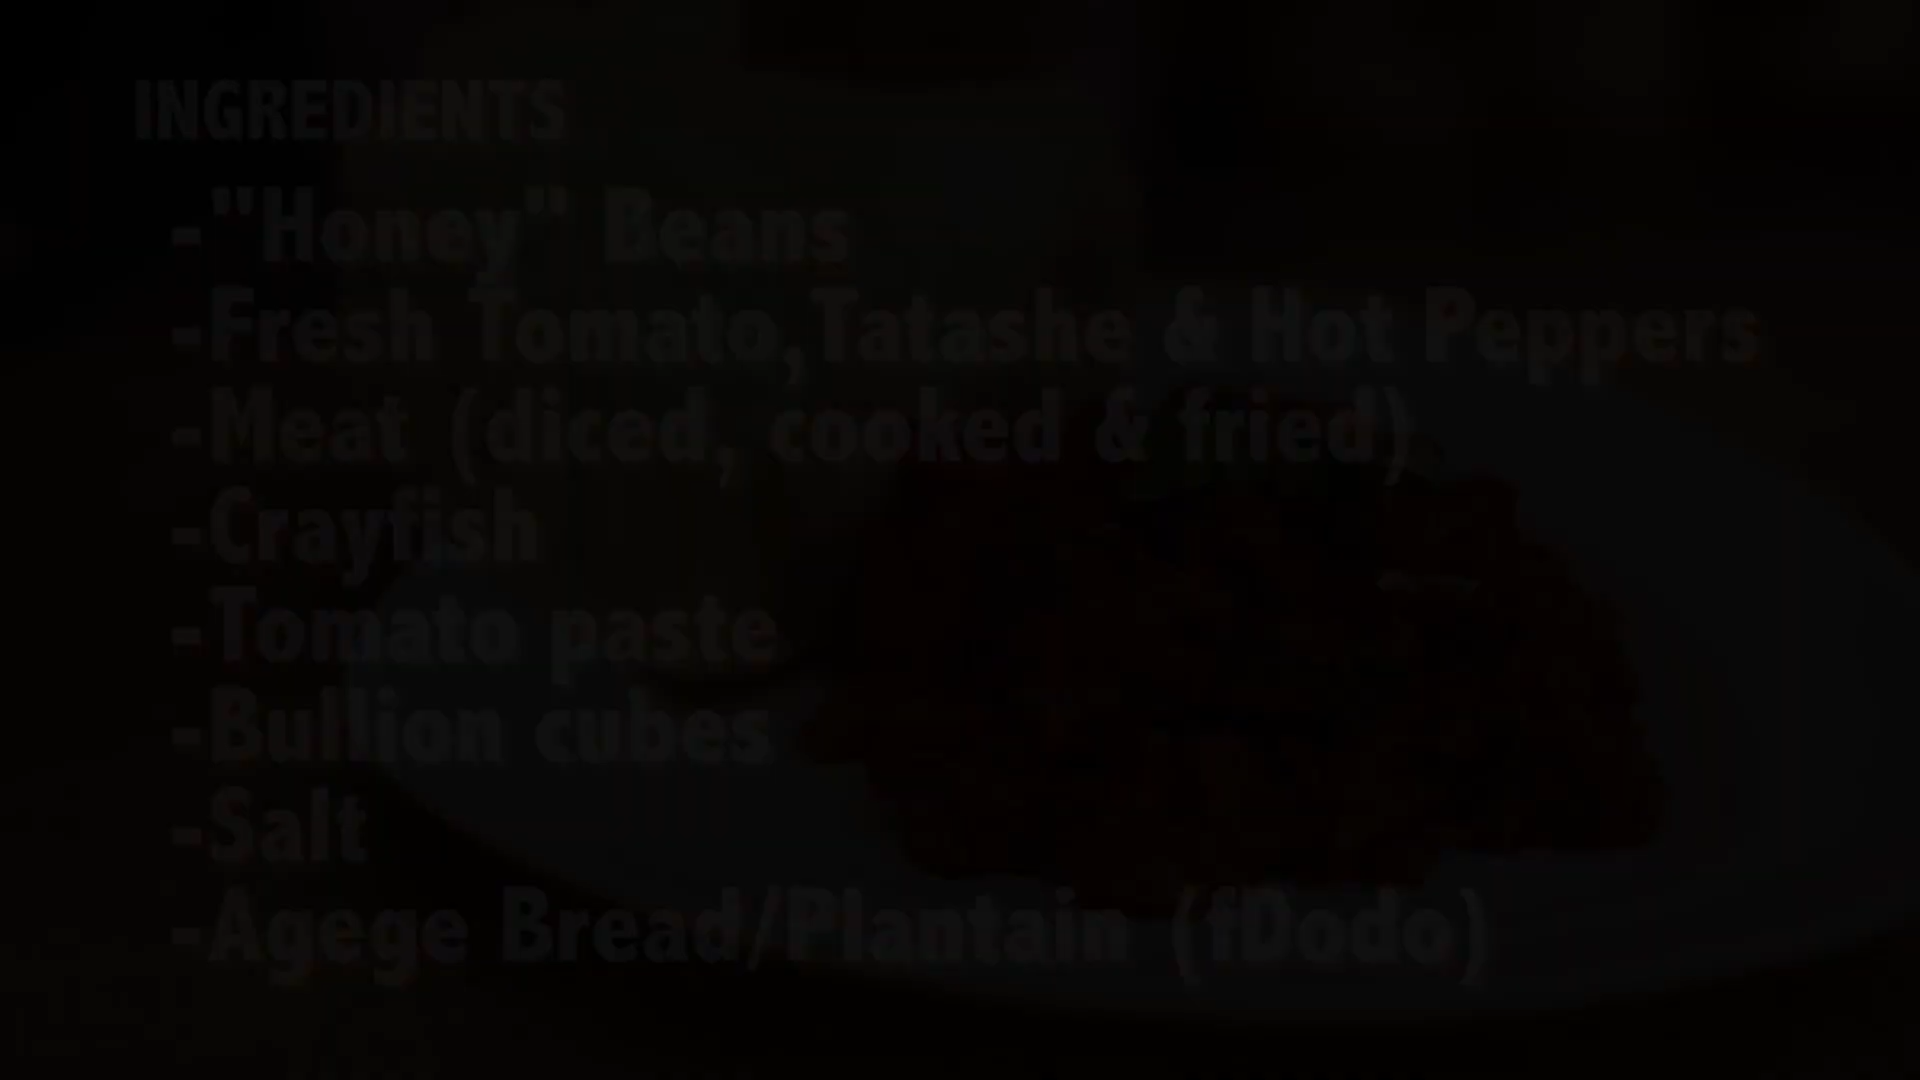 INGREDIENTS
-"Honey" Beans
-Fresh Tomato,Tatashe & Hot Peppers
-Meat (diced, cooked & fried)
-Crayfish
-Tomato paste
-Bullion cubes
-Salt
-Agege Bread/Plantain (fDodo)